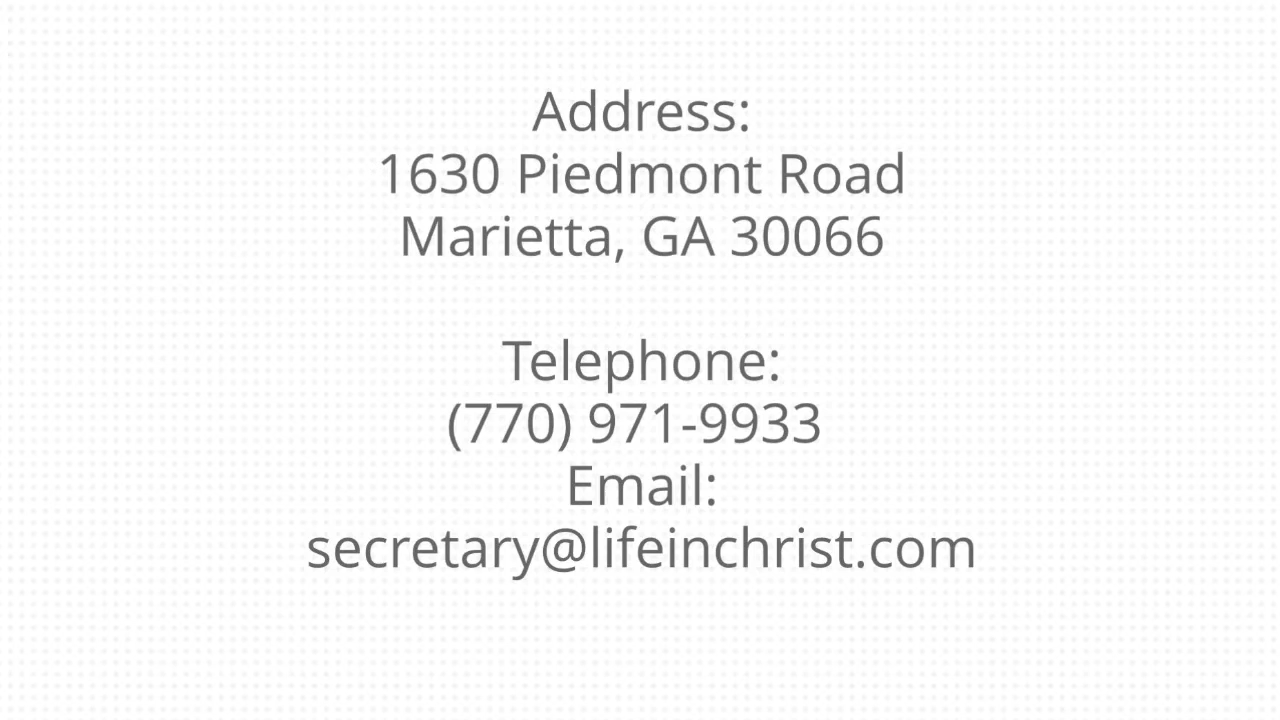 Address:
1630 Piedmont Road
Marietta, GA 30066
Telephone:
(770) 971-9933
Email:
secretary@lifeinchrist.com